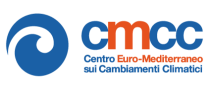 cmcc
Centro Euro-Mediterraneo
sui Cambiamenti Climatici